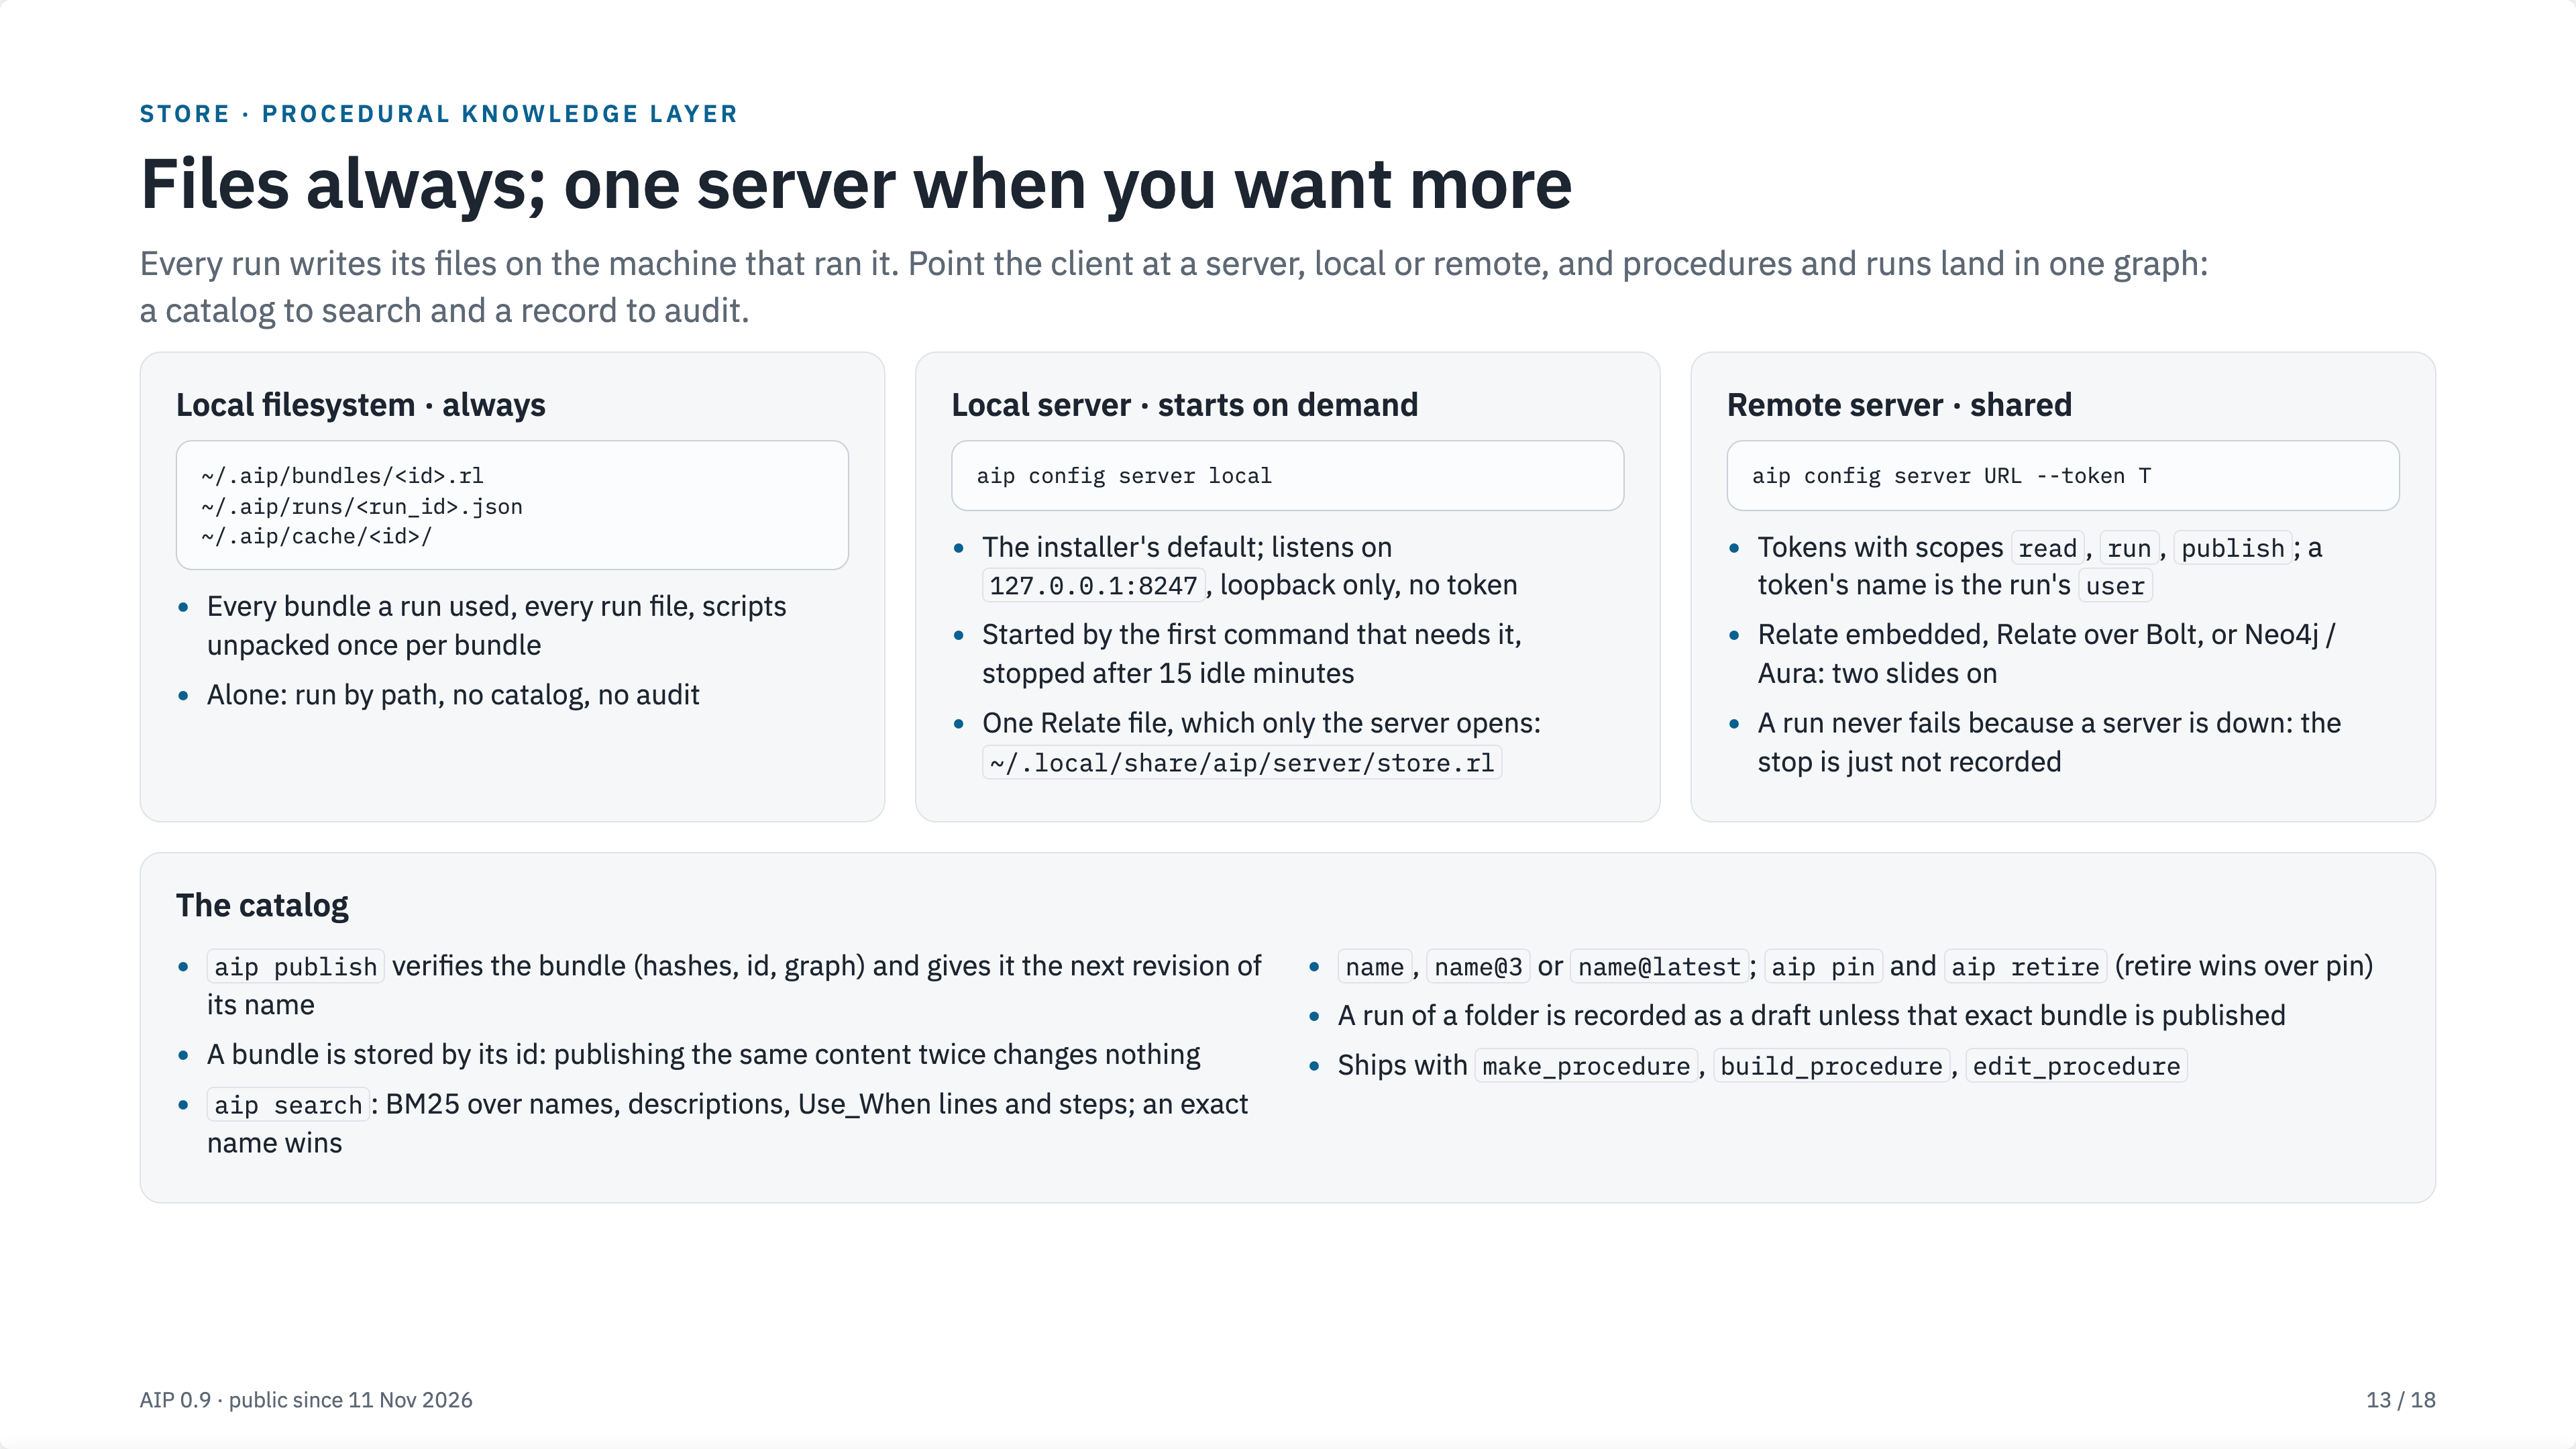 STORE · PROCEDURAL KNOWLEDGE LAYER
Files always; one server when you want more
Every run writes its files on the machine that ran it. Point the client at a server, local or remote, and procedures and runs land in one graph:
a catalog to search and a record to audit.
Local filesystem · always
~/.aip/bundles/<id>.rl
~/.aip/runs/<run_id>.json
~/.aip/cache/<id>/
• Every bundle a run used, every run file, scripts
unpacked once per bundle
• Alone: run by path, no catalog, no audit
Local server · starts on demand
aip config server local
• The installer's default; listens on
127.0.0.1:8247, loopback only, no token
• Started by the first command that needs it,
stopped after 15 idle minutes
• One Relate file, which only the server opens:
~/.local/share/aip/server/store.rl
Remote server · shared
aip config server URL --token T
• Tokens with scopes read, run, publish; a
token's name is the run's user
• Relate embedded, Relate over Bolt, or Neo4j /
Aura: two slides on
• A run never fails because a server is down: the
stop is just not recorded
The catalog
• aip publish verifies the bundle (hashes, id, graph) and gives it the next revision of
its name
• A bundle is stored by its id: publishing the same content twice changes nothing
• aip search: BM25 over names, descriptions, Use_When lines and steps; an exact
name wins
• name, name@3 or name@latest; aip pin and aip retire (retire wins over pin)
• A run of a folder is recorded as a draft unless that exact bundle is published
• Ships with make_procedure, build_procedure, edit_procedure
AIP 0.9 · public since 11 Nov 2026
13 / 18